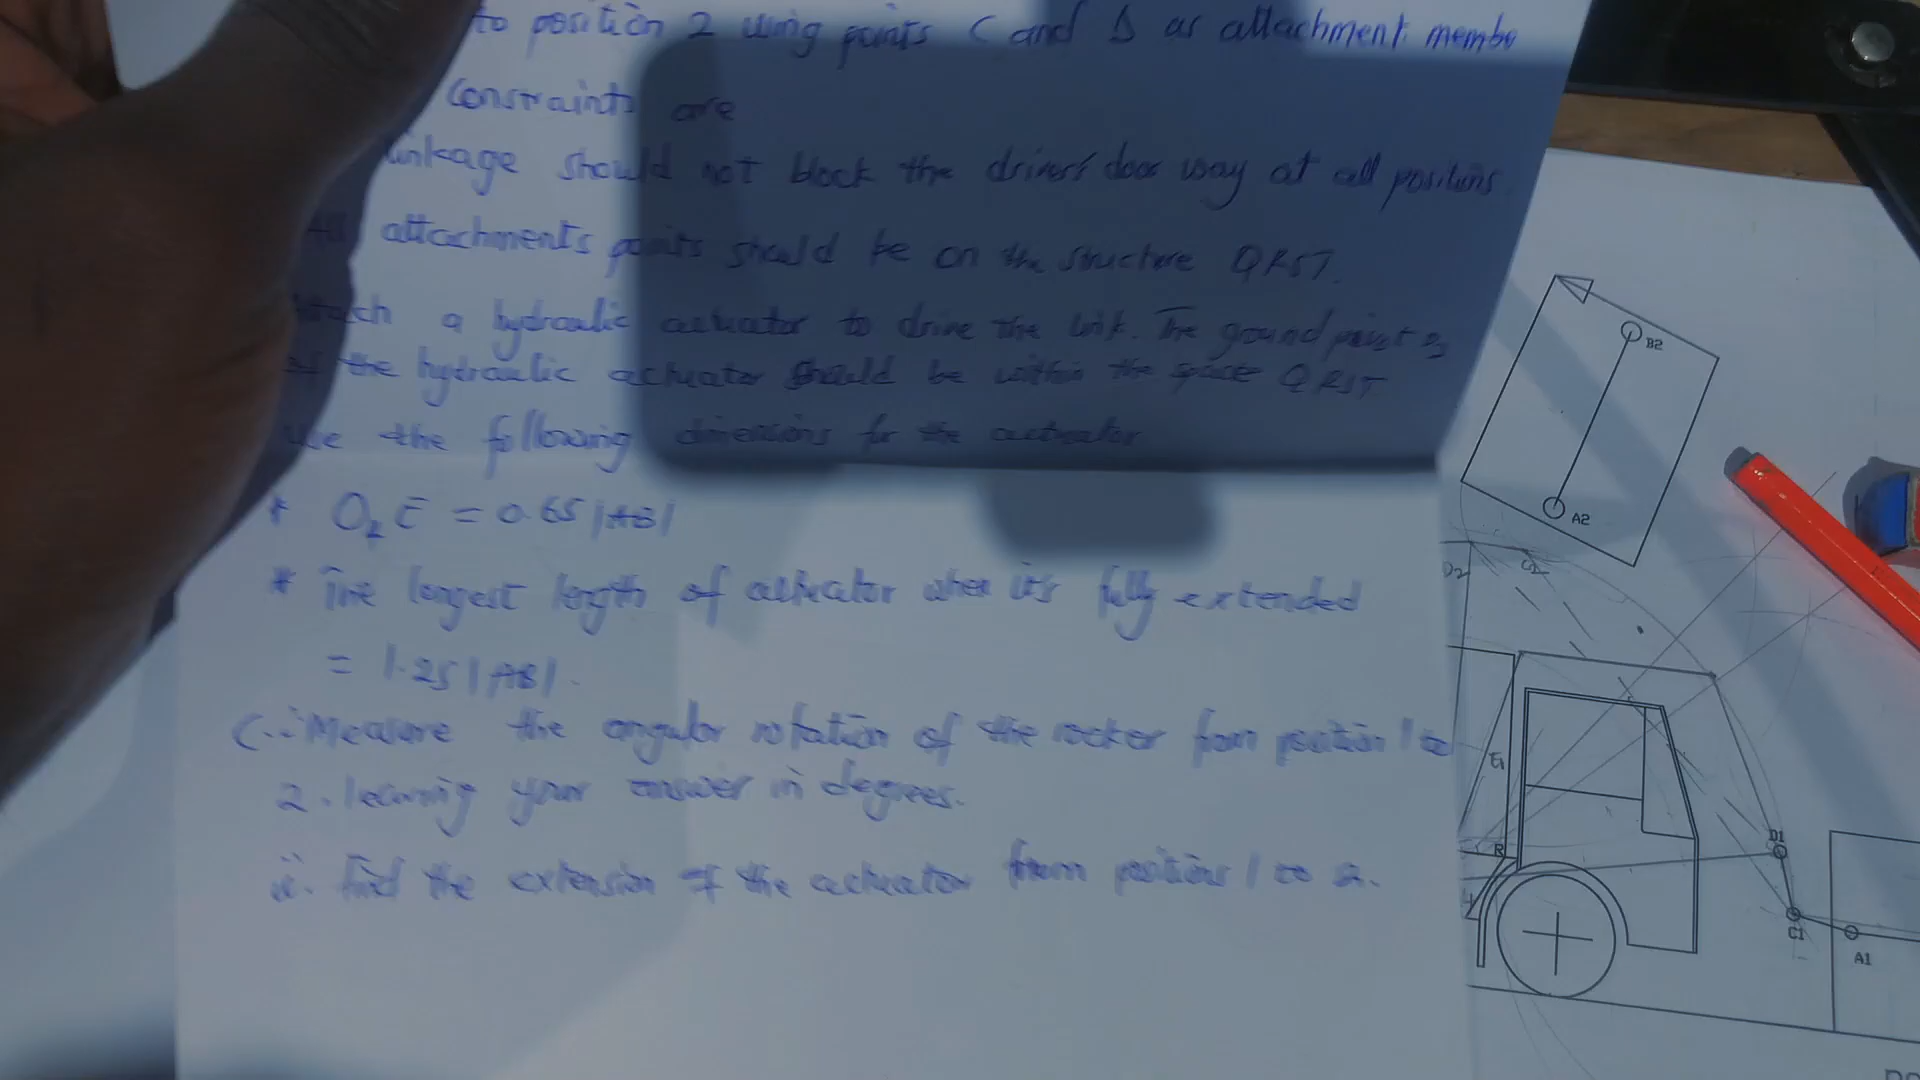 to position 2 using points C and D as attachment membe
Constraints are
linkage should not block the driver's door way at all positions
All attachments points should be on the structure QRST.
Attach a hydraulic actuator to drive the link. The ground point
of the hydraulic actuator should be within the space QRST
Use the following dimensions for the actuator
* O₂E = 0.65|AB|
* The longest length of actuator when it's fully extended
= 1.25|AB|.
C. i. Measure the angular rotation of the rocker from position 1 to
2. leaving your answer in degrees.
ii. Find the extension of the actuator from positions 1 to 2.
B2
A2
D2
C2
E1
R
D1
C1
A1